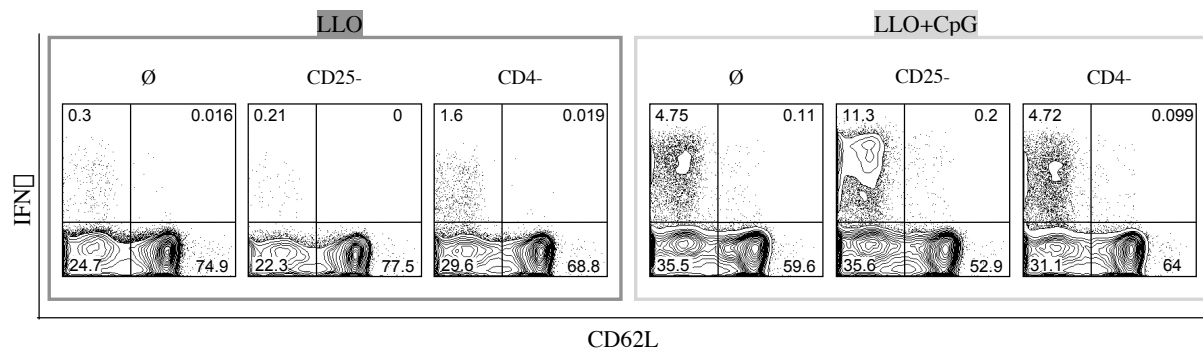 LLO LLO+CpG
Ø CD25- CD4- Ø CD25- CD4-
0.3 0.016 0.21 0 1.6 0.019 4.75 0.11 11.3 0.2 4.72 0.099
IFN▯
24.7 74.9 22.3 77.5 29.6 68.8 35.5 59.6 35.6 52.9 31.1 64
CD62L